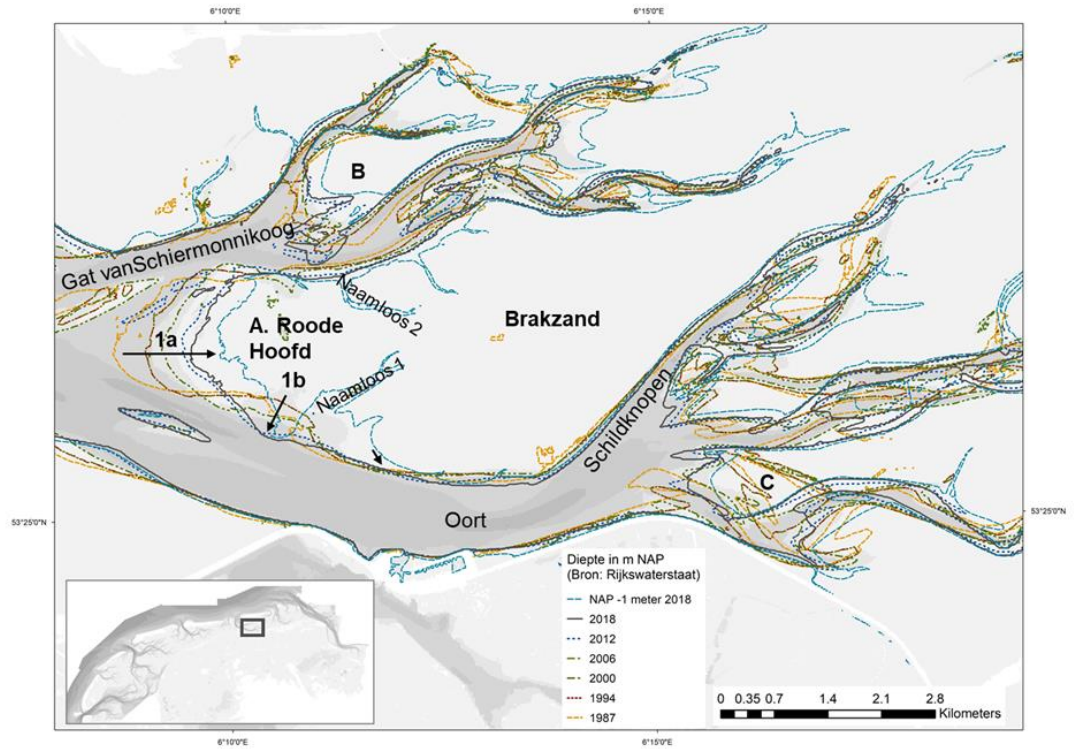 6°10'0"E
6°15'0"E
B
Gat vanSchiermonnikoog
Naamloos 2
1a
A. Roode
Hoofd
Brakzand
1b
Naamloos 1
Schildknopen
C
53°25'0"N
53°25'0"N
Oort
Diepte in m NAP
(Bron: Rijkswaterstaat)
NAP -1 meter 2018
2018
2012
2006
2000
1994
1987
0 0.35 0.7 1.4 2.1 2.8
Kilometers
6°10'0"E
6°15'0"E